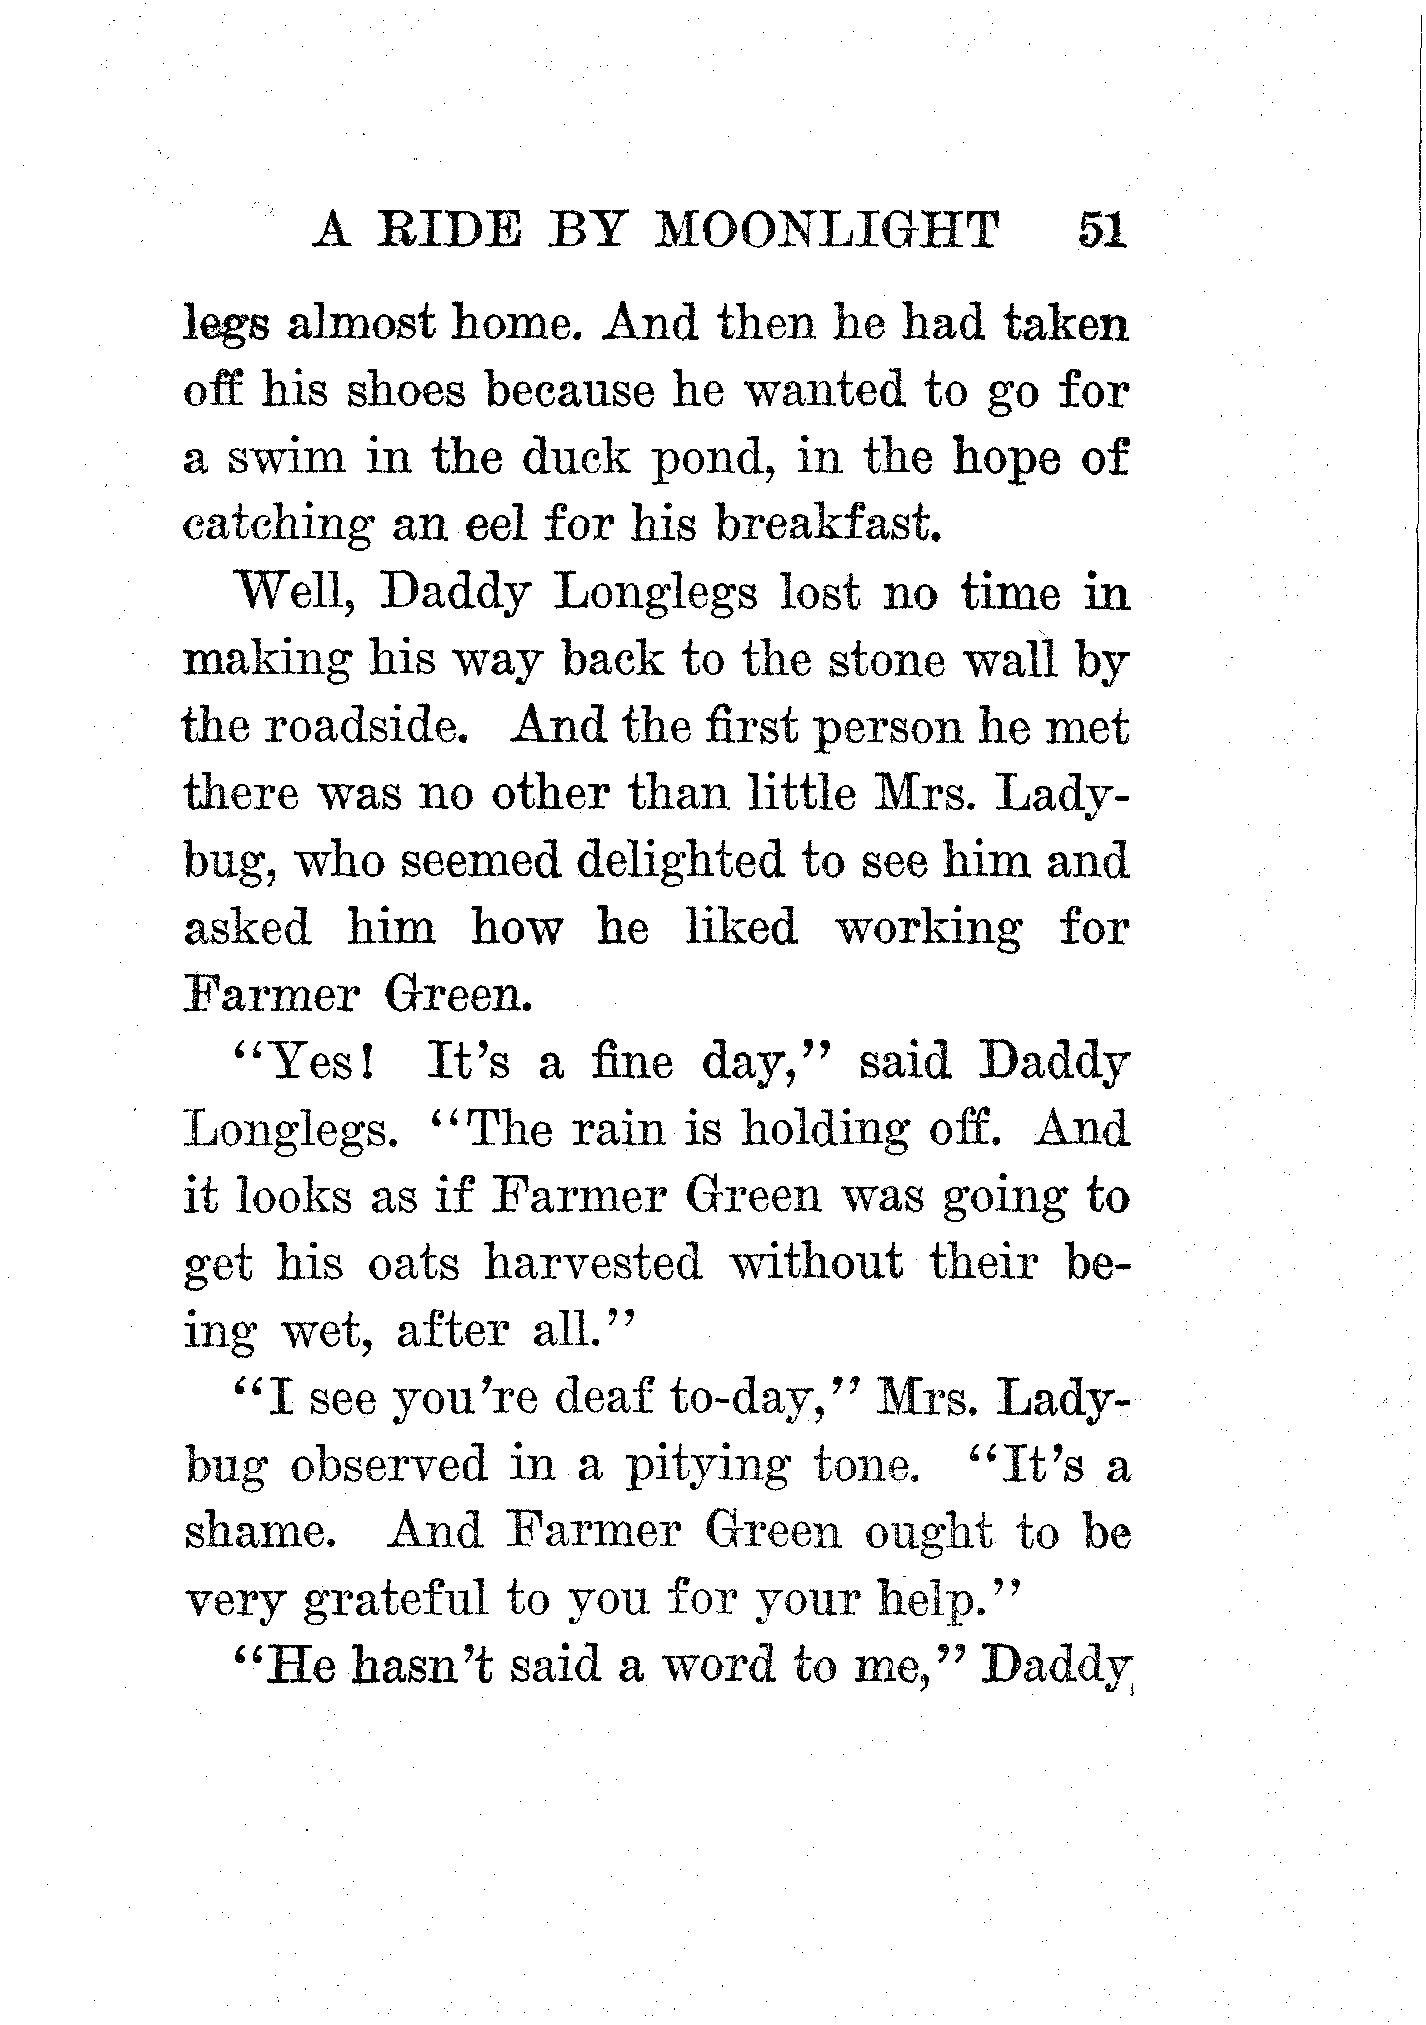 A RIDE BY MOONLIGHT 51
legs almost home. And then he had taken
off his shoes because he wanted to go for
a swim in the duck pond, in the hope of
catching an eel for his breakfast.
Well, Daddy Longlegs lost no time in
making his way back to the stone wall by
the roadside. And the first person he met
there was no other than little Mrs. Lady-
bug, who seemed delighted to see him and
asked him how he liked working for
Farmer Green.
"Yes! It's a fine day," said Daddy
Longlegs. "The rain is holding off. And
it looks as if Farmer Green was going to
get his oats harvested without their be-
ing wet, after all."
"I see you're deaf to-day," Mrs. Lady-
bug observed in a pitying tone. "It's a
shame. And Farmer Green ought to be
very grateful to you for your help."
"He hasn't said a word to me," Daddy